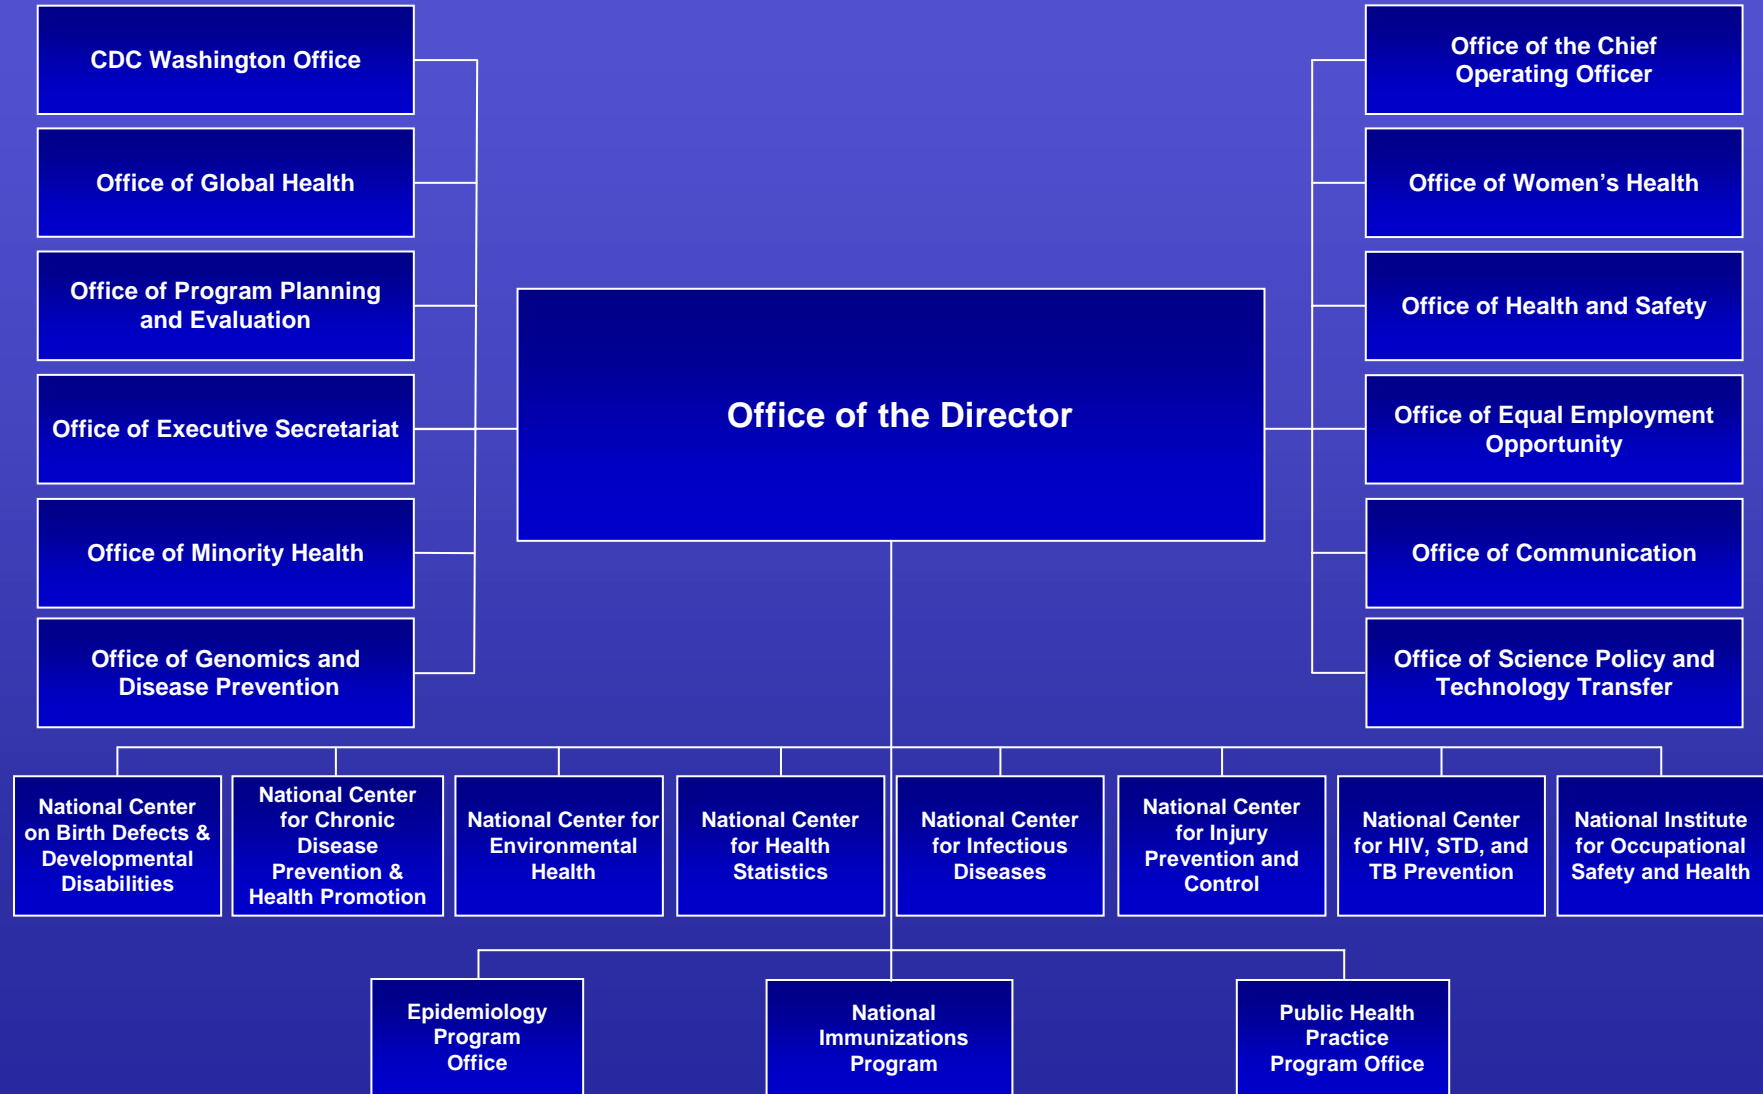 CDC Washington Office
Office of Global Health
Office of Program Planning
and Evaluation
Office of Executive Secretariat
Office of Minority Health
Office of Genomics and
Disease Prevention
Office of the Director
Office of the Chief
Operating Officer
Office of Women’s Health
Office of Health and Safety
Office of Equal Employment
Opportunity
Office of Communication
Office of Science Policy and
Technology Transfer
National Center
on Birth Defects &
Developmental
Disabilities
National Center
for Chronic
Disease
Prevention &
Health Promotion
National Center for
Environmental
Health
National Center
for Health
Statistics
National Center
for Infectious
Diseases
National Center
for Injury
Prevention and
Control
National Center
for HIV, STD, and
TB Prevention
National Institute
for Occupational
Safety and Health
Epidemiology
Program
Office
National
Immunizations
Program
Public Health
Practice
Program Office